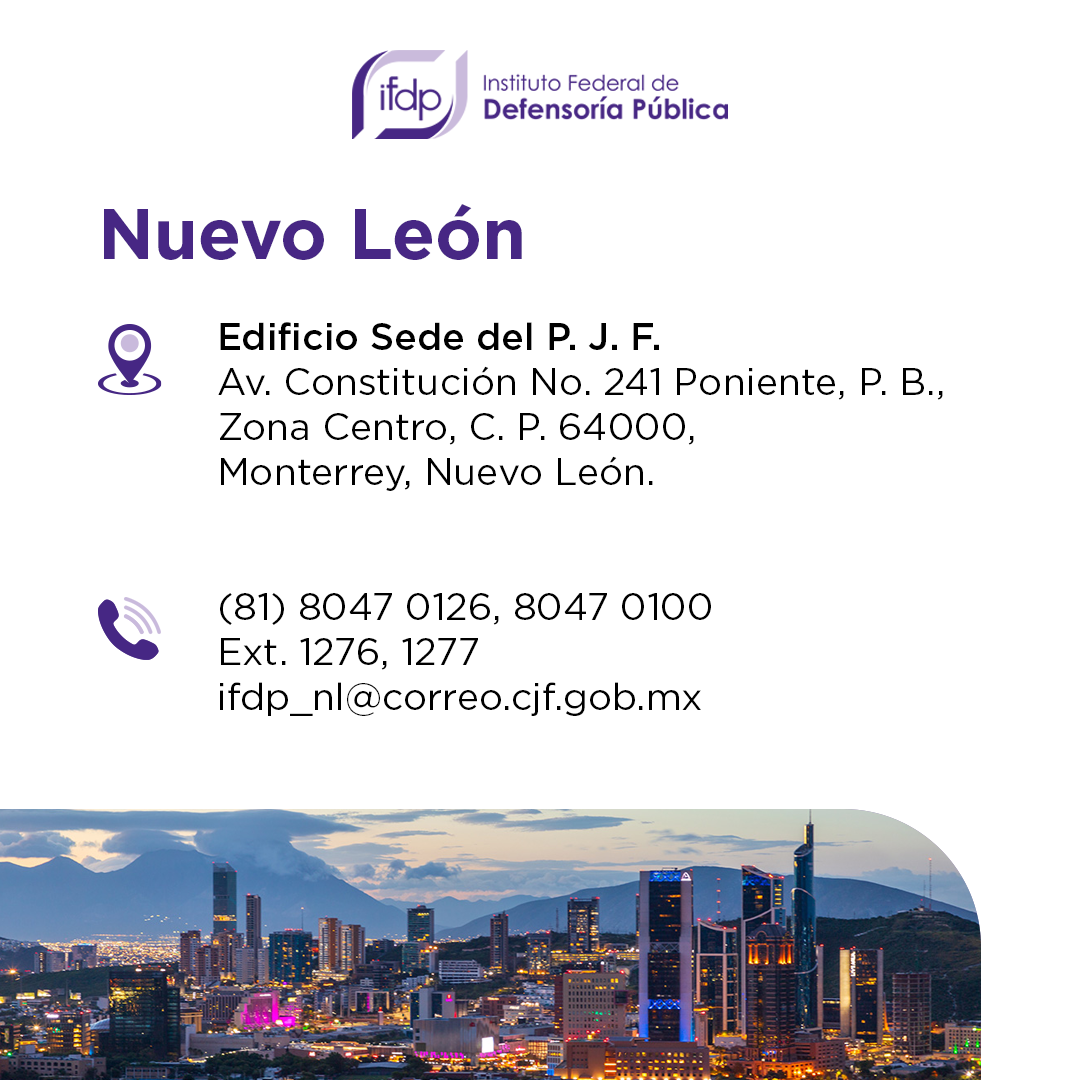 ifdp
Instituto Federal de
Defensoría Pública
Nuevo León
Edificio Sede del P. J. F.
Av. Constitución No. 241 Poniente, P. B.,
Zona Centro, C. P. 64000,
Monterrey, Nuevo León.
(81) 8047 0126, 8047 0100
Ext. 1276, 1277
ifdp_nl@correo.cjf.gob.mx